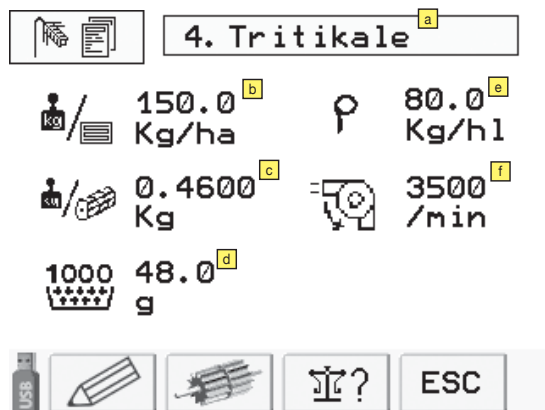 4. Tritikale a
150.0 b
Kg/ha
80.0 e
Kg/hl
kg
0.4600 c
Kg
3500 f
/min
1000
48.0 d
g
USB
?
ESC